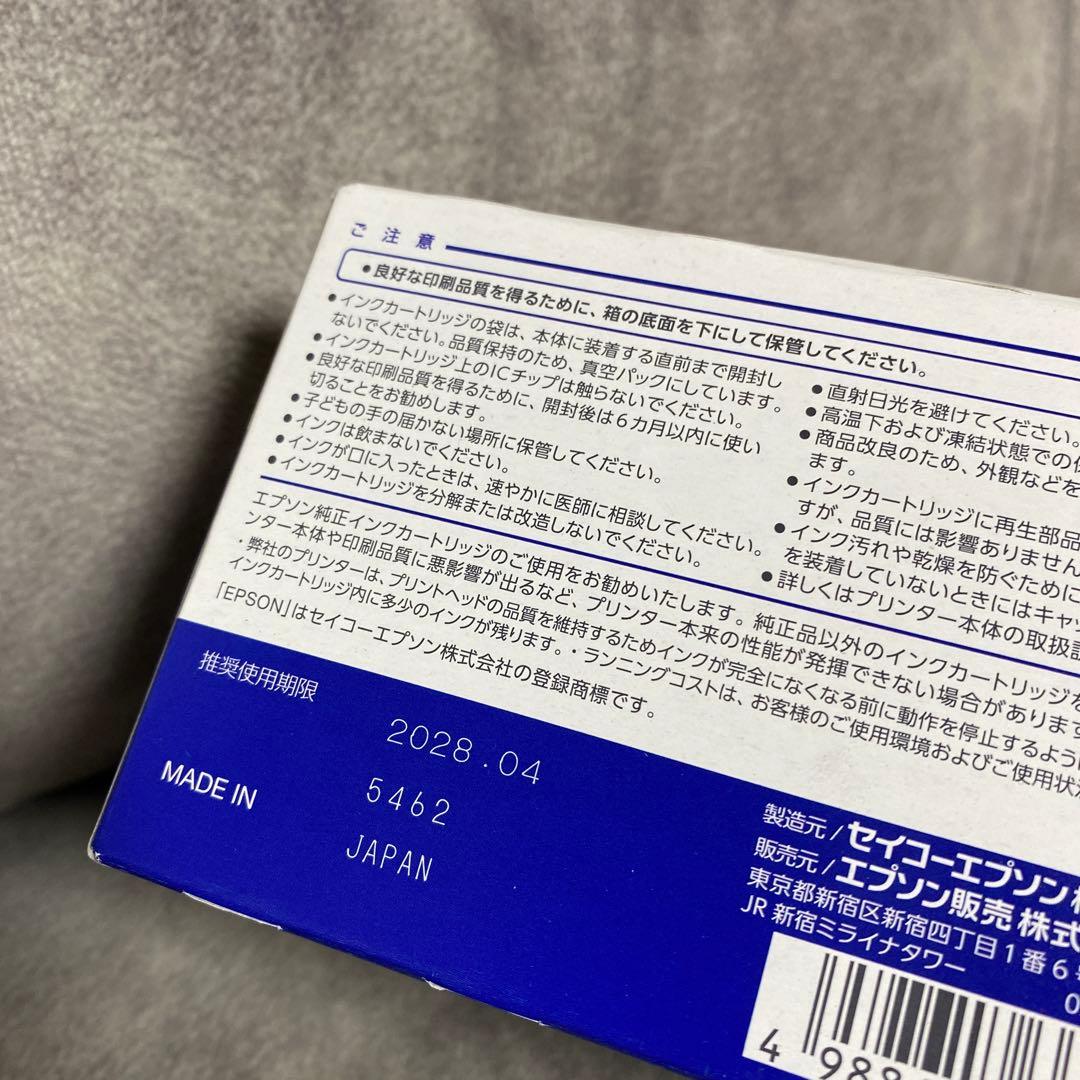 ご注意
●良好な印刷品質を得るために、箱の底面を下にして保管してください。
●インクカートリッジの袋は、本体に装着する直前まで開封し
ないでください。品質保持のため、真空パックにしています。
●インクカートリッジ上のICチップは触らないでください。
●良好な印刷品質を得るために、開封後は6カ月以内に使い
切ることをお勧めします。
●子どもの手の届かない場所に保管してください。
●インクは飲まないでください。
●インクが口に入ったときは、速やかに医師に相談してください。
●インクカートリッジを分解または改造しないでください。
●直射日光を避けてください。
●高温下および凍結状態での
●商品改良のため、外観などを
ます。
●インクカートリッジに再生部品
すが、品質には影響ありません
●インク汚れや乾燥を防ぐために
を装着していないときにはキャッ
●詳しくはプリンター本体の取扱
エプソン純正インクカートリッジのご使用をお勧めいたします。純正品以外のインクカートリッジを
ンター本体や印刷品質に悪影響が出るなど、プリンター本来の性能が発揮できない場合があります
・弊社のプリンターは、プリントヘッドの品質を維持するためインクが完全になくなる前に動作を停止するように
インクカートリッジ内に多少のインクが残ります。・ランニングコストは、お客様のご使用環境およびご使用状況
「EPSON」はセイコーエプソン株式会社の登録商標です。
推奨使用期限
2028.04
5462
MADE IN
JAPAN
製造元/セイコーエプソン
販売元/エプソン販売 株式
東京都新宿区新宿四丁目1番6
JR新宿ミライナタワー
0
4 988